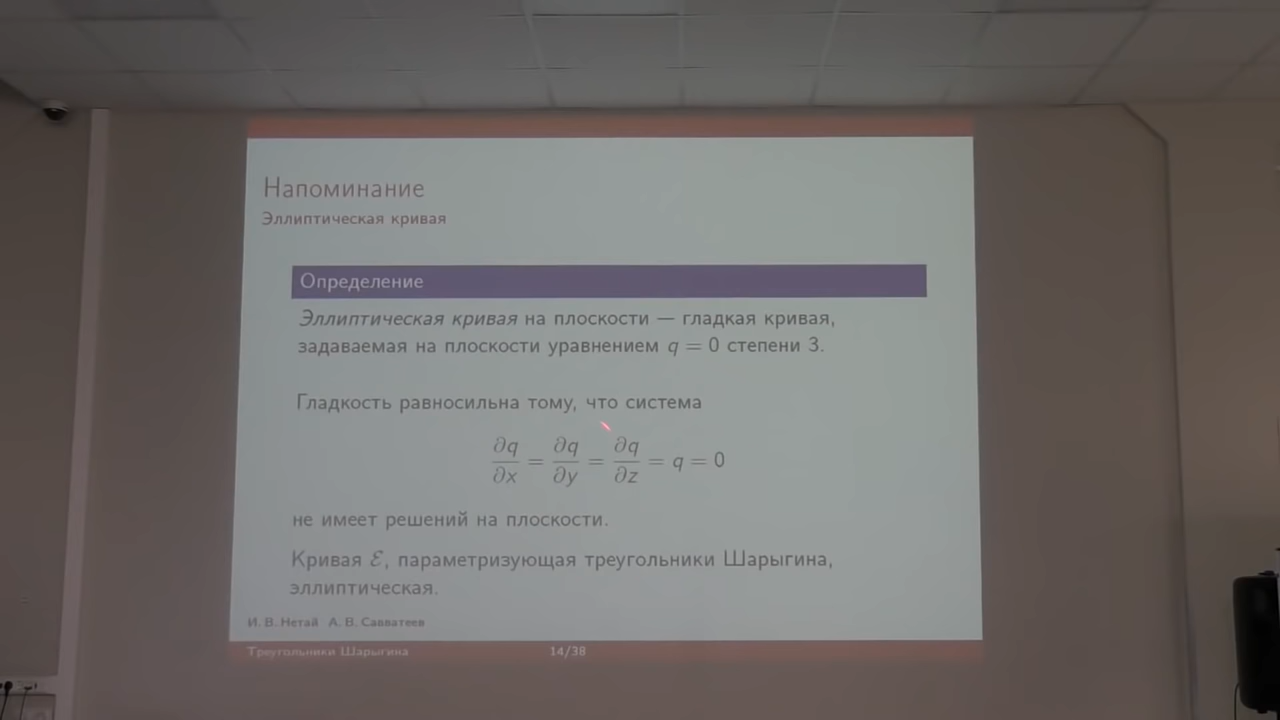 Напоминание
Эллиптическая кривая
Определение
Эллиптическая кривая на плоскости — гладкая кривая,
задаваемая на плоскости уравнением q = 0 степени 3.
Гладкость равносильна тому, что система
∂q/∂x = ∂q/∂y = ∂q/∂z = q = 0
не имеет решений на плоскости.
Кривая ℰ, параметризующая треугольники Шарыгина,
эллиптическая.
И. В. Нетай А. В. Савватеев
Треугольники Шарыгина 14/38